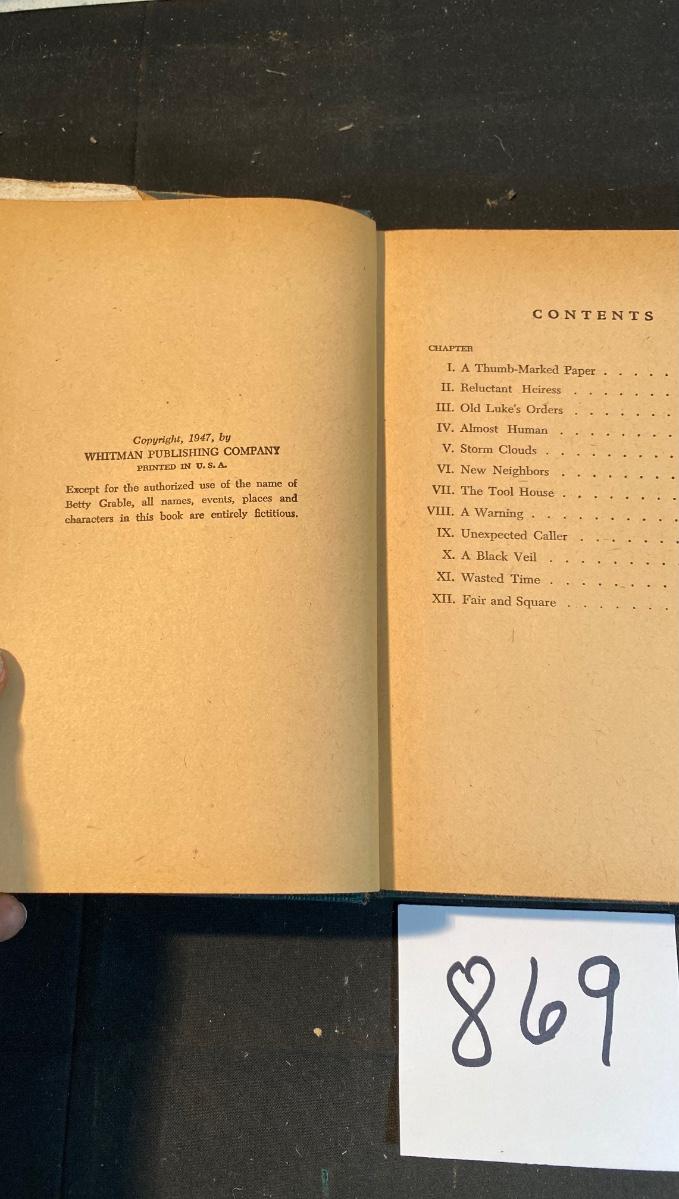 Copyright, 1947, by
WHITMAN PUBLISHING COMPANY
PRINTED IN U. S. A.
Except for the authorized use of the name of
Betty Grable, all names, events, places and
characters in this book are entirely fictitious.
CONTENTS
CHAPTER
I. A Thumb-Marked Paper . . . .
II. Reluctant Heiress . . . . .
III. Old Luke's Orders . . . . .
IV. Almost Human . . . . . .
V. Storm Clouds . . . . . .
VI. New Neighbors . . . . . .
VII. The Tool House . . . . . .
VIII. A Warning . . . . . . .
IX. Unexpected Caller . . . . .
X. A Black Veil . . . . . .
XI. Wasted Time . . . . . .
XII. Fair and Square . . . . .
869